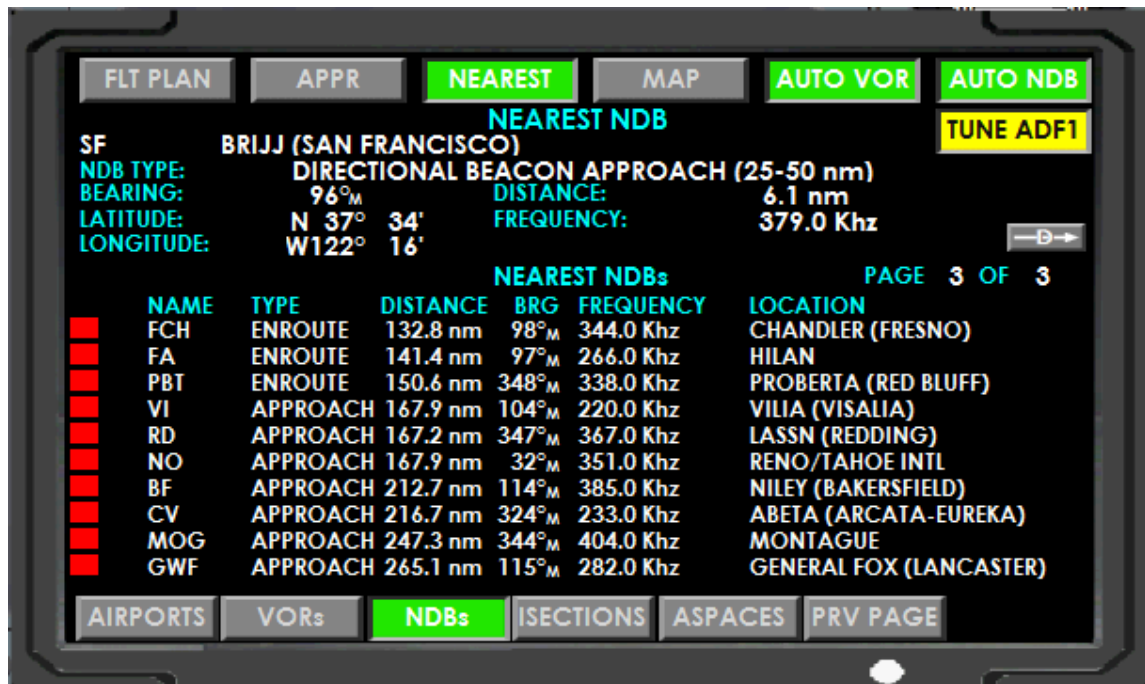 FLT PLAN APPR NEAREST MAP AUTO VOR AUTO NDB
NEAREST NDB
TUNE ADF1
SF BRIJJ (SAN FRANCISCO)
NDB TYPE: DIRECTIONAL BEACON APPROACH (25-50 nm)
BEARING: 96°M DISTANCE: 6.1 nm
LATITUDE: N 37° 34' FREQUENCY: 379.0 Khz
LONGITUDE: W122° 16'
D
NEAREST NDBs PAGE 3 OF 3
NAME TYPE DISTANCE BRG FREQUENCY LOCATION
FCH ENROUTE 132.8 nm 98°M 344.0 Khz CHANDLER (FRESNO)
FA ENROUTE 141.4 nm 97°M 266.0 Khz HILAN
PBT ENROUTE 150.6 nm 348°M 338.0 Khz PROBERTA (RED BLUFF)
VI APPROACH 167.9 nm 104°M 220.0 Khz VILIA (VISALIA)
RD APPROACH 167.2 nm 347°M 367.0 Khz LASSN (REDDING)
NO APPROACH 167.9 nm 32°M 351.0 Khz RENO/TAHOE INTL
BF APPROACH 212.7 nm 114°M 385.0 Khz NILEY (BAKERSFIELD)
CV APPROACH 216.7 nm 324°M 233.0 Khz ABETA (ARCATA-EUREKA)
MOG APPROACH 247.3 nm 344°M 404.0 Khz MONTAGUE
GWF APPROACH 265.1 nm 115°M 282.0 Khz GENERAL FOX (LANCASTER)
AIRPORTS VORs NDBs ISECTIONS ASPACES PRV PAGE